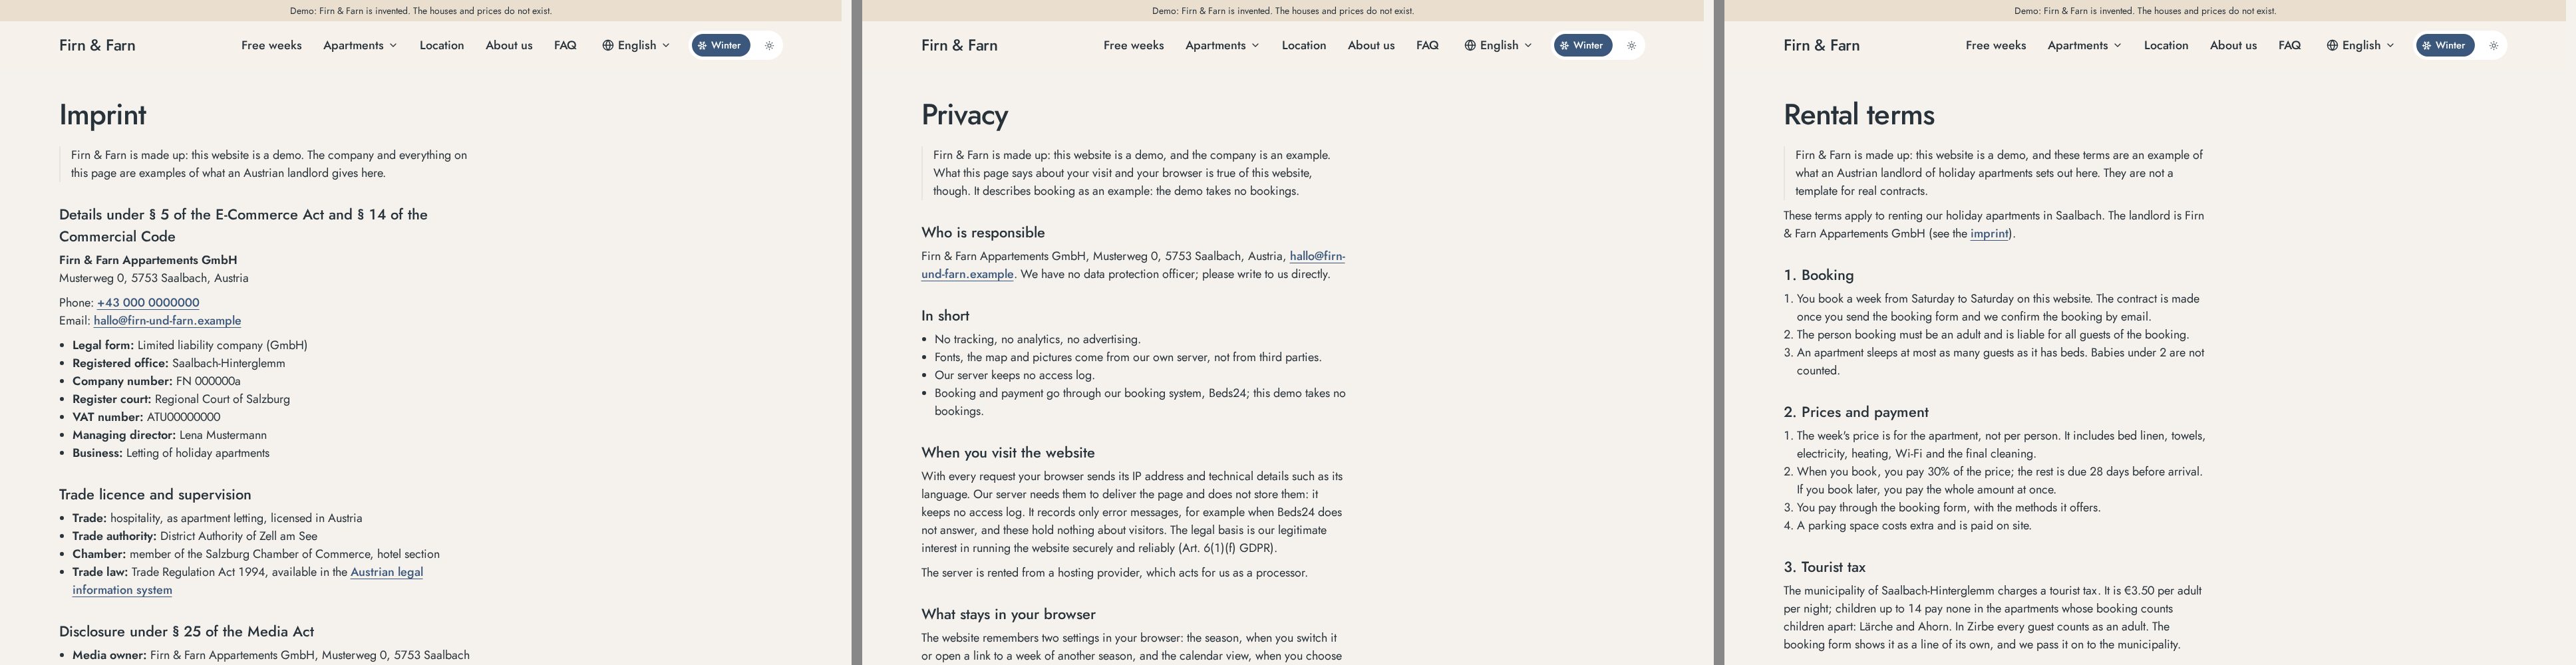 Demo: Firn & Farn is invented. The houses and prices do not exist.
Firn & Farn
Free weeks
Apartments
Location
About us
FAQ
English
Winter
Imprint
Firn & Farn is made up: this website is a demo. The company and everything on
this page are examples of what an Austrian landlord gives here.
Details under § 5 of the E-Commerce Act and § 14 of the
Commercial Code
Firn & Farn Appartements GmbH
Musterweg 0, 5753 Saalbach, Austria
Phone: +43 000 0000000
Email: hallo@firn-und-farn.example
• Legal form: Limited liability company (GmbH)
• Registered office: Saalbach-Hinterglemm
• Company number: FN 000000a
• Register court: Regional Court of Salzburg
• VAT number: ATU00000000
• Managing director: Lena Mustermann
• Business: Letting of holiday apartments
Trade licence and supervision
• Trade: hospitality, as apartment letting, licensed in Austria
• Trade authority: District Authority of Zell am See
• Chamber: member of the Salzburg Chamber of Commerce, hotel section
• Trade law: Trade Regulation Act 1994, available in the Austrian legal
information system
Disclosure under § 25 of the Media Act
• Media owner: Firn & Farn Appartements GmbH, Musterweg 0, 5753 Saalbach
Demo: Firn & Farn is invented. The houses and prices do not exist.
Firn & Farn
Free weeks
Apartments
Location
About us
FAQ
English
Winter
Privacy
Firn & Farn is made up: this website is a demo, and the company is an example.
What this page says about your visit and your browser is true of this website,
though. It describes booking as an example: the demo takes no bookings.
Who is responsible
Firn & Farn Appartements GmbH, Musterweg 0, 5753 Saalbach, Austria, hallo@firn-
und-farn.example. We have no data protection officer; please write to us directly.
In short
• No tracking, no analytics, no advertising.
• Fonts, the map and pictures come from our own server, not from third parties.
• Our server keeps no access log.
• Booking and payment go through our booking system, Beds24; this demo takes no
bookings.
When you visit the website
With every request your browser sends its IP address and technical details such as its
language. Our server needs them to deliver the page and does not store them: it
keeps no access log. It records only error messages, for example when Beds24 does
not answer, and these hold nothing about visitors. The legal basis is our legitimate
interest in running the website securely and reliably (Art. 6(1)(f) GDPR).
The server is rented from a hosting provider, which acts for us as a processor.
What stays in your browser
The website remembers two settings in your browser: the season, when you switch it
or open a link to a week of another season, and the calendar view, when you choose
Demo: Firn & Farn is invented. The houses and prices do not exist.
Firn & Farn
Free weeks
Apartments
Location
About us
FAQ
English
Winter
Rental terms
Firn & Farn is made up: this website is a demo, and these terms are an example of
what an Austrian landlord of holiday apartments sets out here. They are not a
template for real contracts.
These terms apply to renting our holiday apartments in Saalbach. The landlord is Firn
& Farn Appartements GmbH (see the imprint).
1. Booking
1. You book a week from Saturday to Saturday on this website. The contract is made
once you send the booking form and we confirm the booking by email.
2. The person booking must be an adult and is liable for all guests of the booking.
3. An apartment sleeps at most as many guests as it has beds. Babies under 2 are not
counted.
2. Prices and payment
1. The week's price is for the apartment, not per person. It includes bed linen, towels,
electricity, heating, Wi-Fi and the final cleaning.
2. When you book, you pay 30% of the price; the rest is due 28 days before arrival.
If you book later, you pay the whole amount at once.
3. You pay through the booking form, with the methods it offers.
4. A parking space costs extra and is paid on site.
3. Tourist tax
The municipality of Saalbach-Hinterglemm charges a tourist tax. It is €3.50 per adult
per night; children up to 14 pay none in the apartments whose booking counts
children apart: Lärche and Ahorn. In Zirbe every guest counts as an adult. The
booking form shows it as a line of its own, and we pass it on to the municipality.